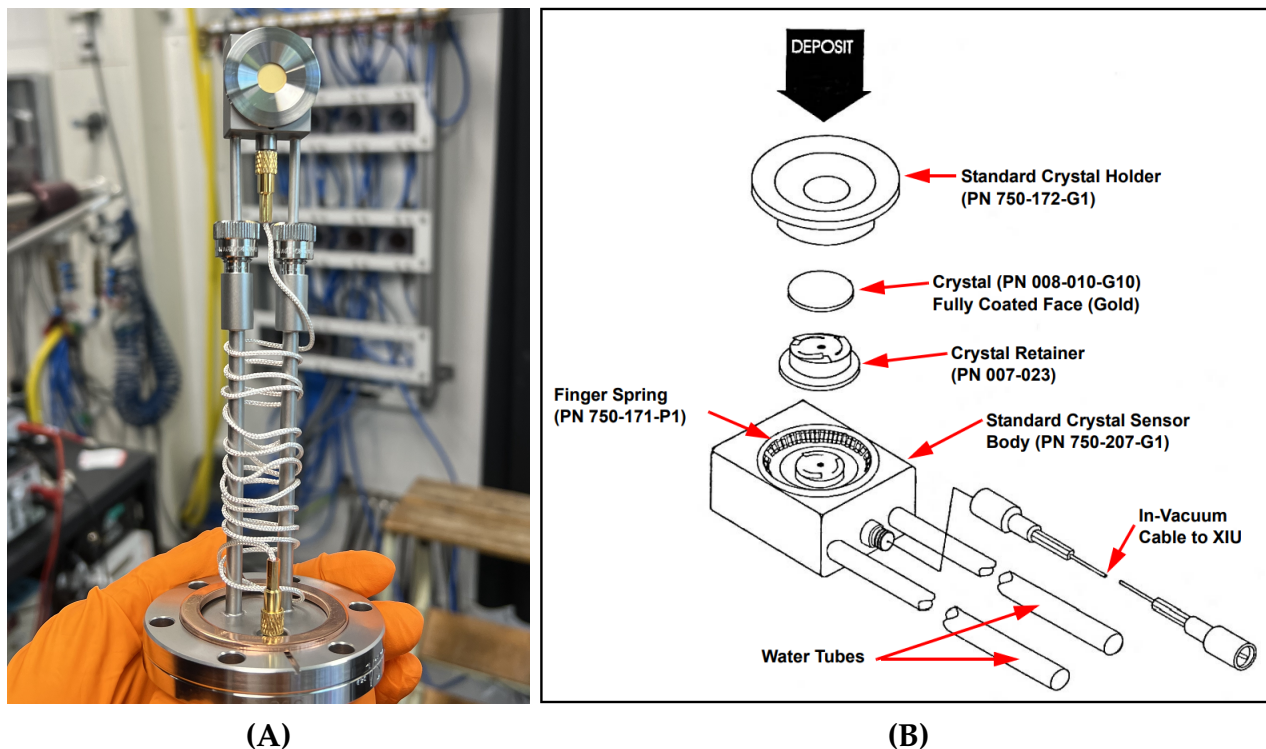 DEPOSIT
Standard Crystal Holder
(PN 750-172-G1)
Crystal (PN 008-010-G10)
Fully Coated Face (Gold)
Crystal Retainer
(PN 007-023)
Finger Spring
(PN 750-171-P1)
Standard Crystal Sensor
Body (PN 750-207-G1)
In-Vacuum
Cable to XIU
Water Tubes
(A)
(B)